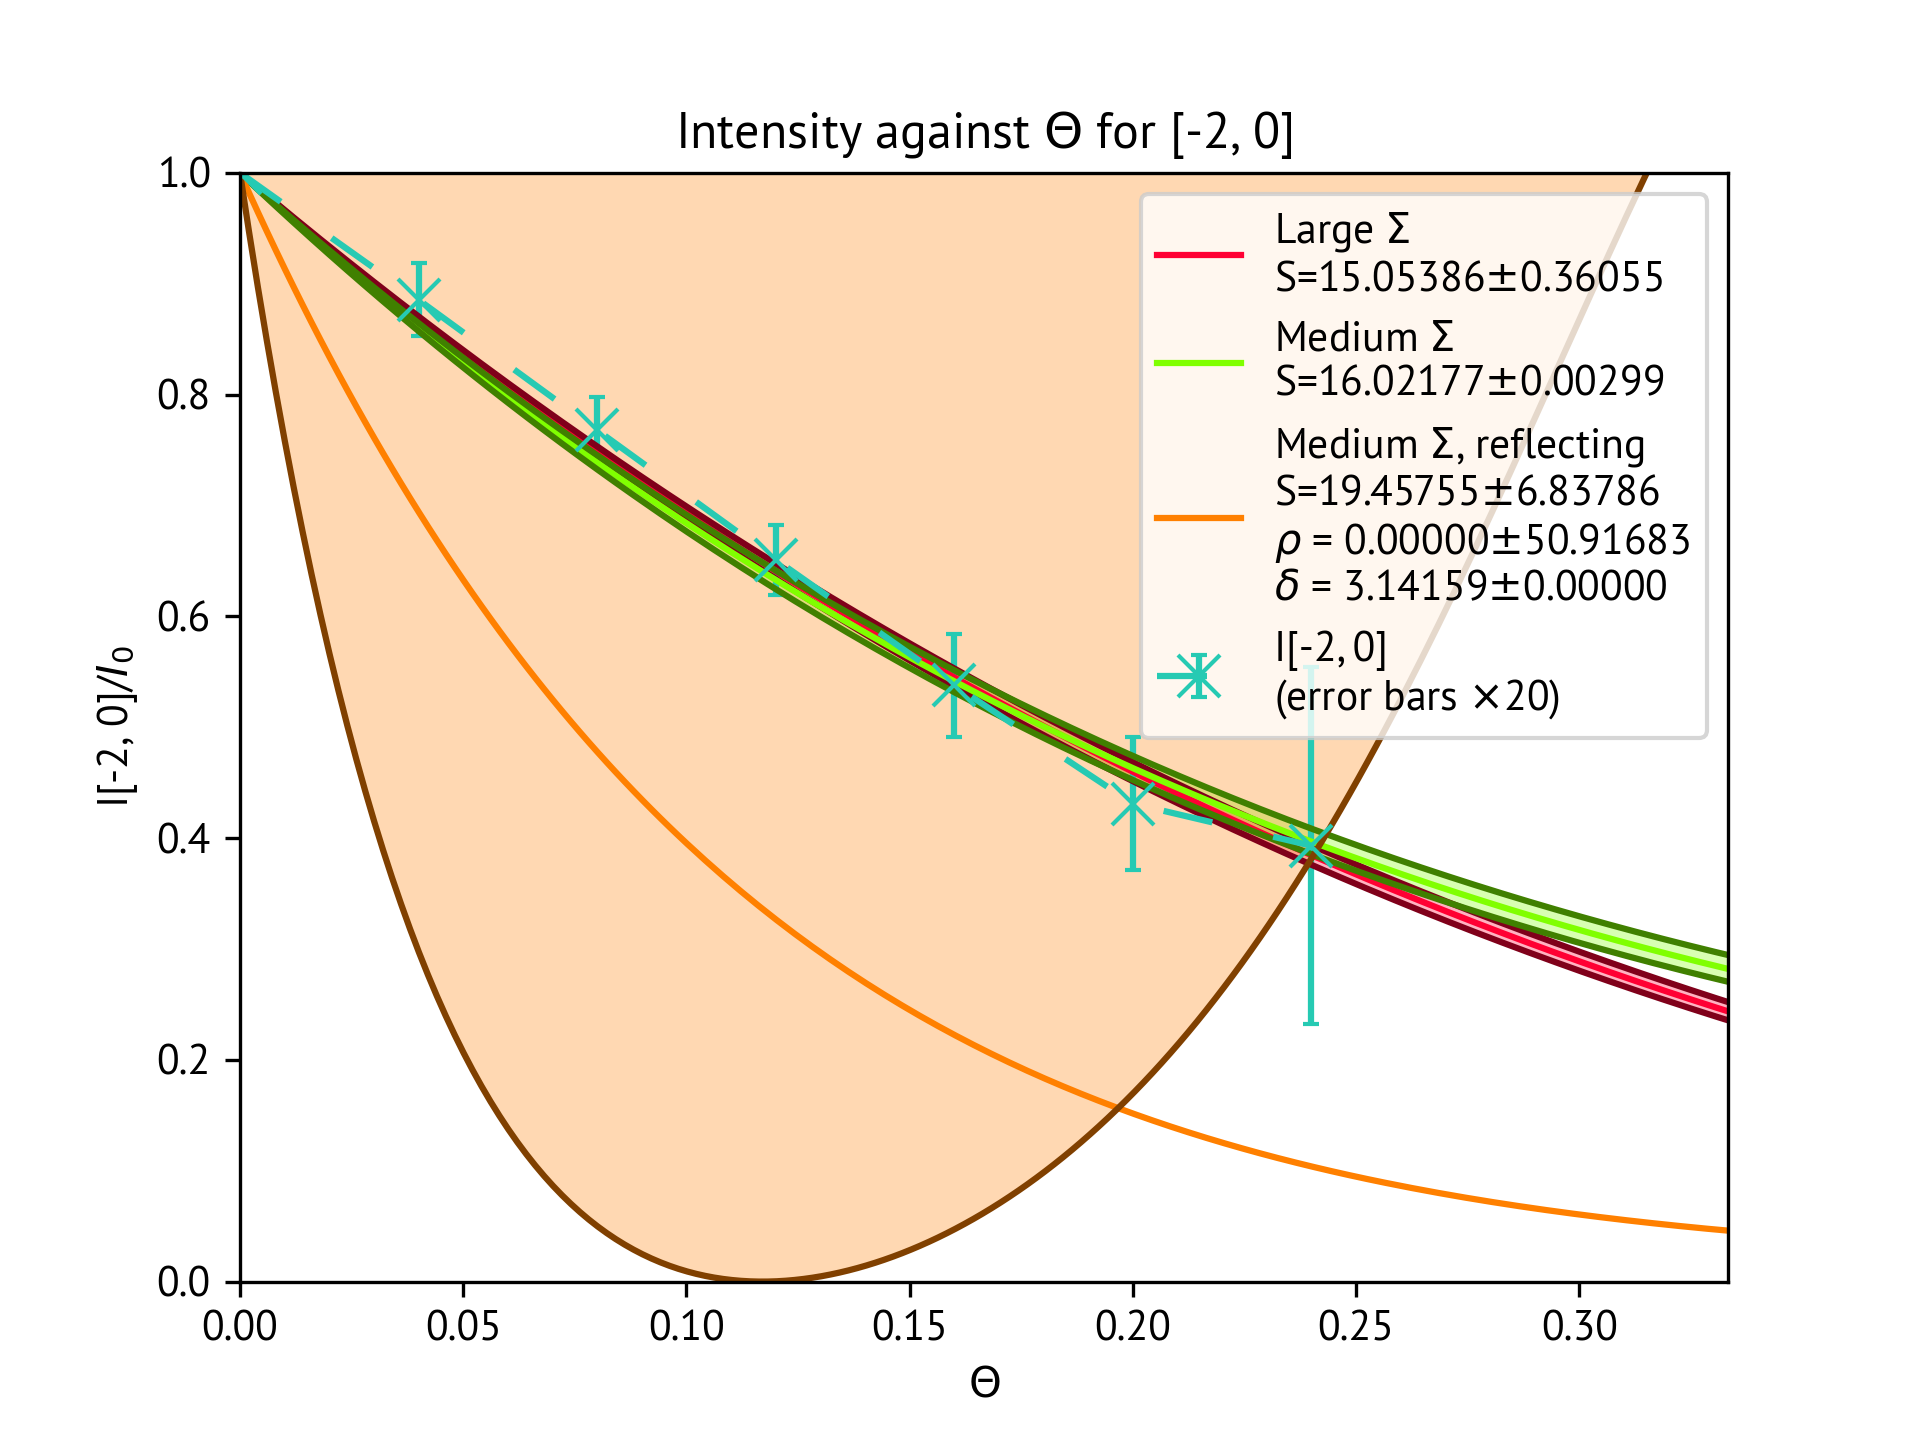 Intensity against Θ for [-2, 0]
I[-2, 0]/I₀
1.0
0.8
0.6
0.4
0.2
0.0
0.00
0.05
0.10
0.15
0.20
0.25
0.30
Θ
Large Σ
S=15.05386±0.36055
Medium Σ
S=16.02177±0.00299
Medium Σ, reflecting
S=19.45755±6.83786
ρ = 0.00000±50.91683
δ = 3.14159±0.00000
I[-2, 0]
(error bars ×20)